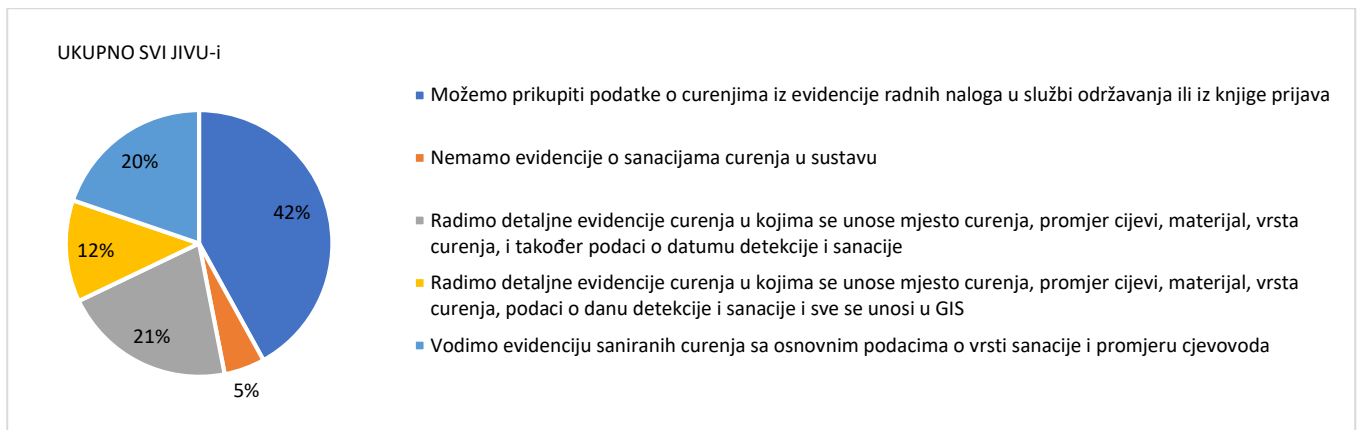 UKUPNO SVI JIVU-i
20%
42%
12%
21%
5%
Možemo prikupiti podatke o curenjima iz evidencije radnih naloga u službi održavanja ili iz knjige prijava
Nemamo evidencije o sanacijama curenja u sustavu
Radimo detaljne evidencije curenja u kojima se unose mjesto curenja, promjer cijevi, materijal, vrsta
curenja, i također podaci o datumu detekcije i sanacije
Radimo detaljne evidencije curenja u kojima se unose mjesto curenja, promjer cijevi, materijal, vrsta
curenja, podaci o danu detekcije i sanacije i sve se unosi u GIS
Vodimo evidenciju saniranih curenja sa osnovnim podacima o vrsti sanacije i promjeru cjevovoda